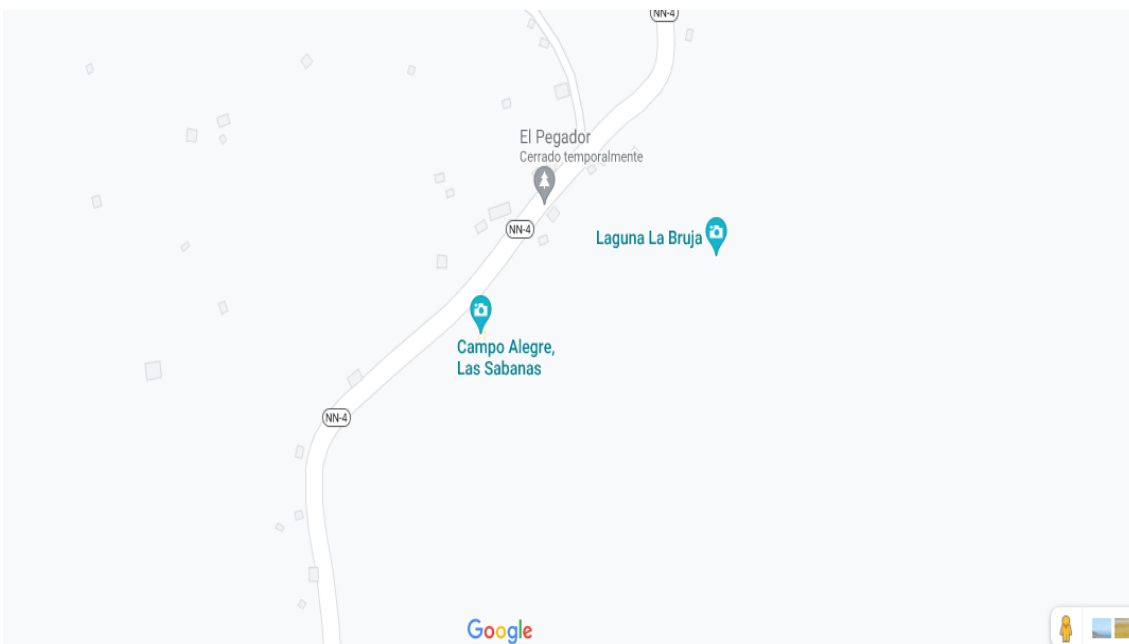 NN-4
El Pegador
Cerrado temporalmente
NN-4
Laguna La Bruja
Campo Alegre,
Las Sabanas
NN-4
Google